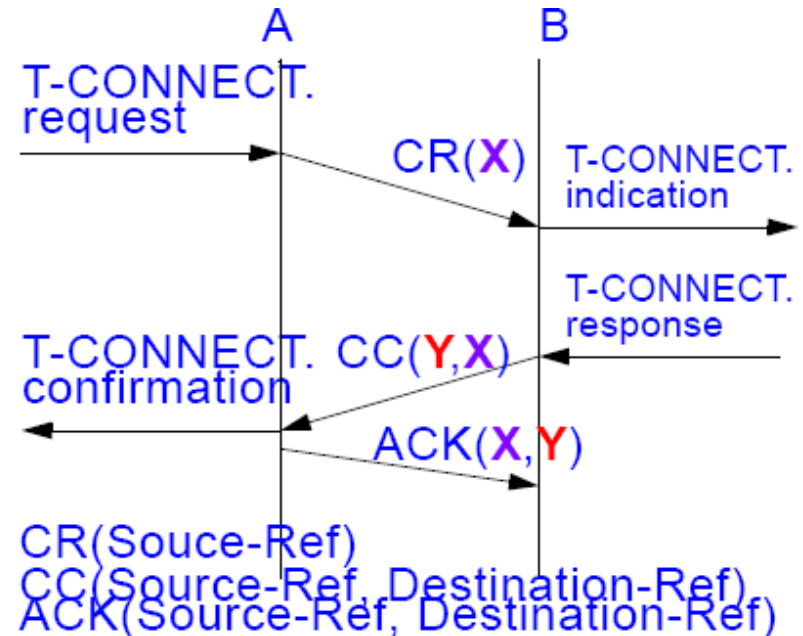 A
B
T-CONNECT.
request
CR(X)
T-CONNECT.
indication
T-CONNECT.
response
T-CONNECT.
confirmation
CC(Y,X)
ACK(X,Y)
CR(Souce-Ref)
CC(Source-Ref, Destination-Ref)
ACK(Source-Ref, Destination-Ref)